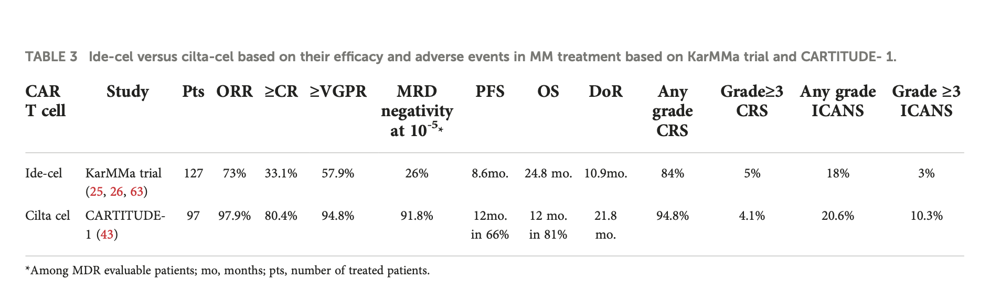 TABLE 3 Ide-cel versus cilta-cel based on their efficacy and adverse events in MM treatment based on KarMMa trial and CARTITUDE- 1.
CAR T cell Study Pts ORR ≥CR ≥VGPR MRD negativity at 10⁻⁵* PFS OS DoR Any grade CRS Grade≥3 CRS Any grade ICANS Grade ≥3 ICANS
Ide-cel KarMMa trial (25, 26, 63) 127 73% 33.1% 57.9% 26% 8.6mo. 24.8 mo. 10.9mo. 84% 5% 18% 3%
Cilta cel CARTITUDE-1 (43) 97 97.9% 80.4% 94.8% 91.8% 12mo. in 66% 12 mo. in 81% 21.8 mo. 94.8% 4.1% 20.6% 10.3%
*Among MDR evaluable patients; mo, months; pts, number of treated patients.